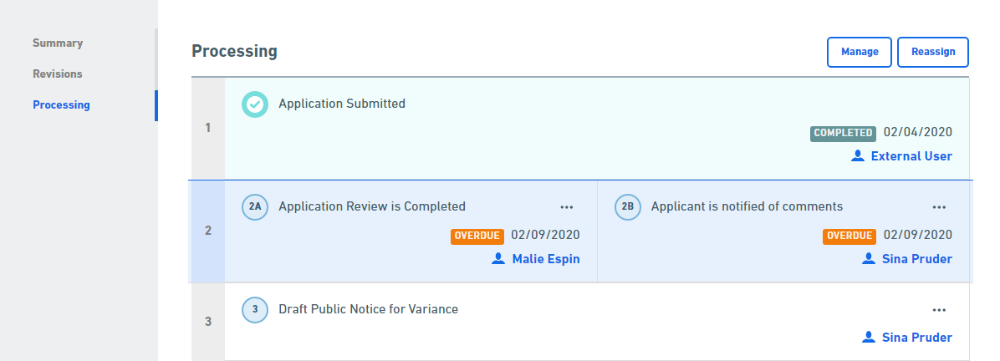 Summary
Revisions
Processing
Processing
Manage
Reassign
1
Application Submitted
COMPLETED 02/04/2020
External User
2
2A Application Review is Completed
OVERDUE 02/09/2020
Malie Espin
2B Applicant is notified of comments
OVERDUE 02/09/2020
Sina Pruder
3
3 Draft Public Notice for Variance
Sina Pruder